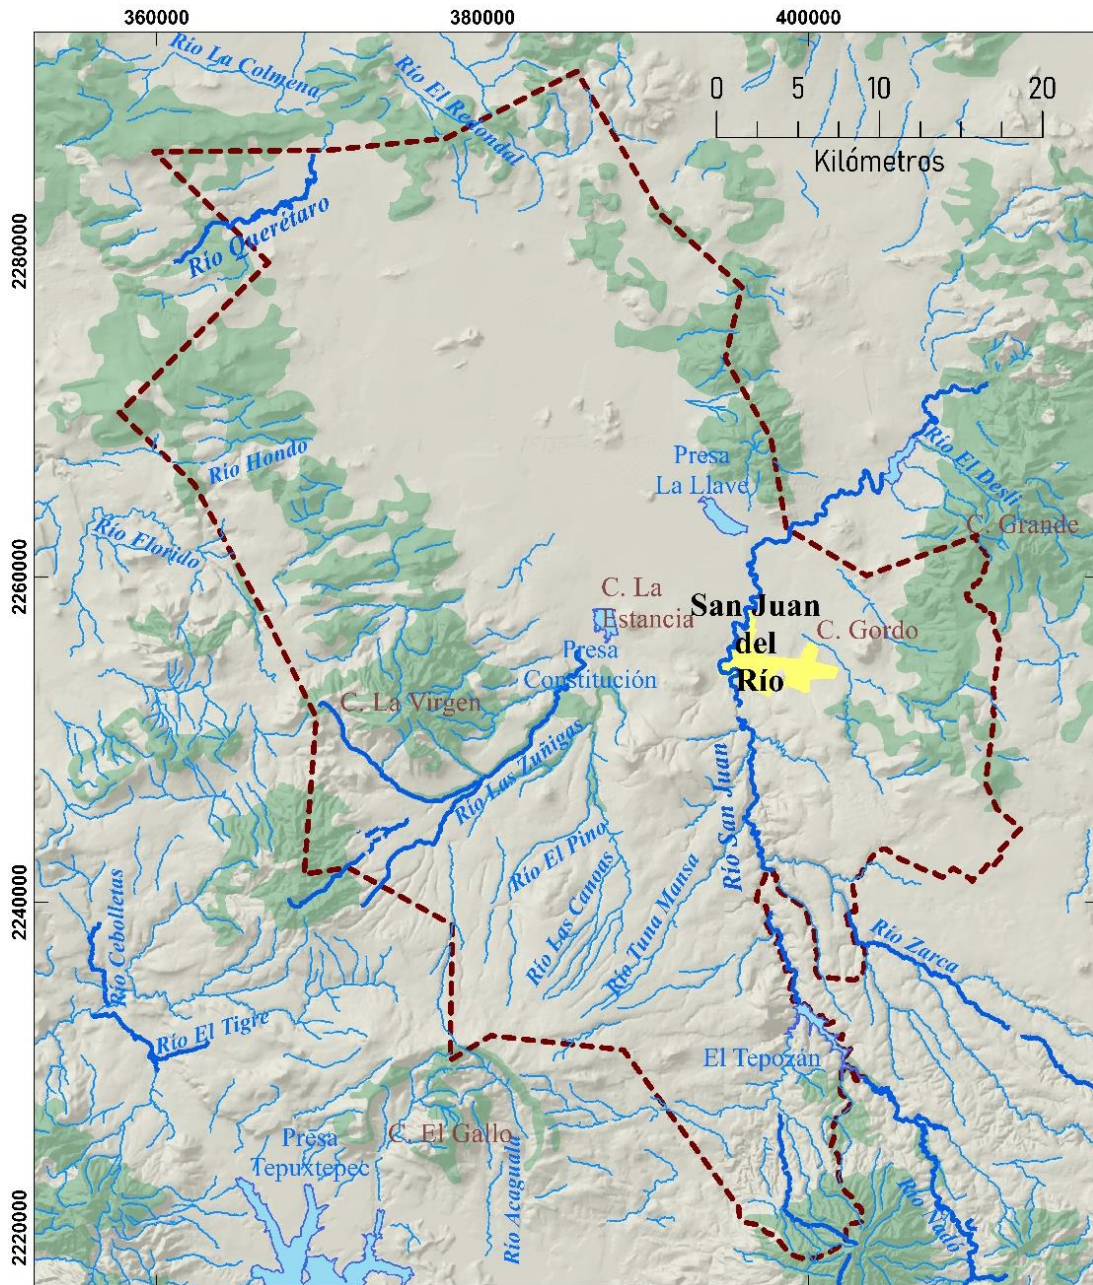 360000
380000
400000
Río La Colmena
Río El Redondal
0
5
10
20
Kilómetros
2280000
Río Querétaro
Río El Desli
Presa
La Llave
Río Hondo
C. Grande
Río Florido
2260000
C. La
Estancia
San Juan
del
Río
C. Gordo
Presa
Constitución
C. La Virgen
Río Las Zuñigas
Río San Juan
Río El Pino
Río Las Canoas
Río Tuna Mansa
2240000
Río Cebolletas
Río Zarca
Río El Tigre
El Tepozán
C. El Gallo
Presa
Tepuxtepec
Río Acaguala
Río Ñadó
2220000